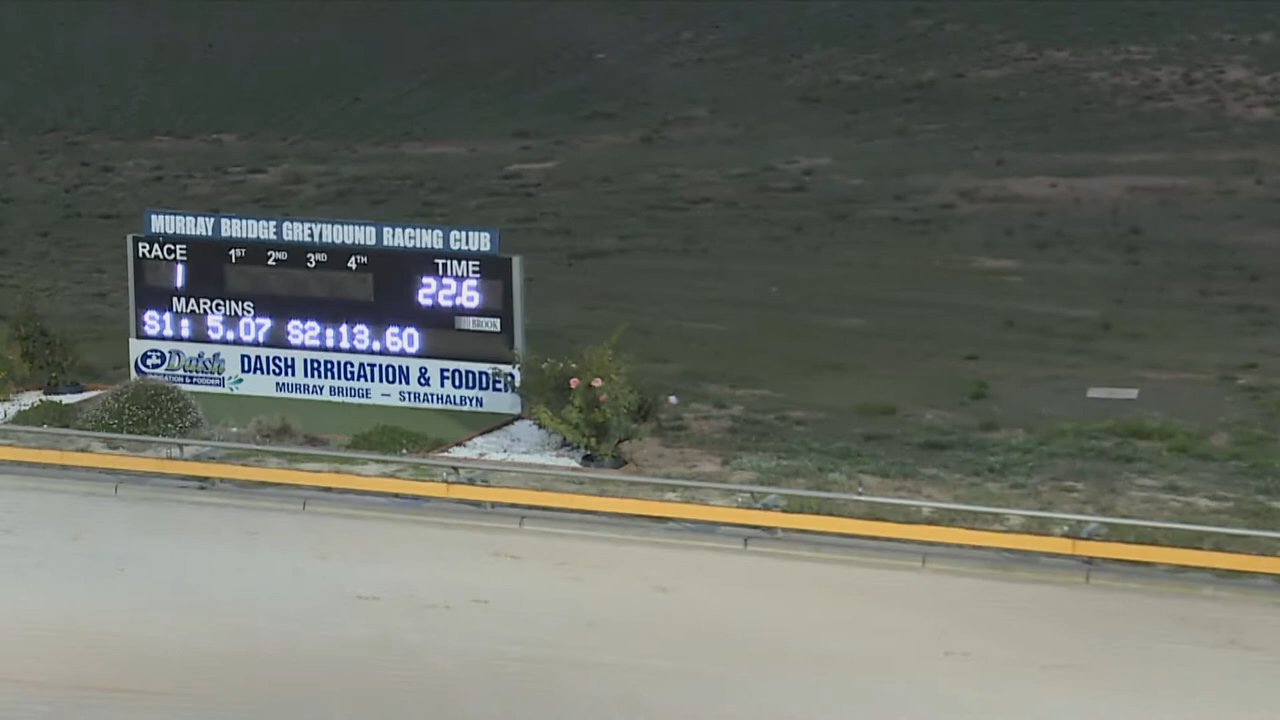 MURRAY BRIDGE GREYHOUND RACING CLUB
RACE 1ST 2ND 3RD 4TH TIME
1 22.6
MARGINS
BROOK
S1: 5.07 S2:13.60
Daish
IRRIGATION & FODDER
DAISH IRRIGATION & FODDER
MURRAY BRIDGE — STRATHALBYN